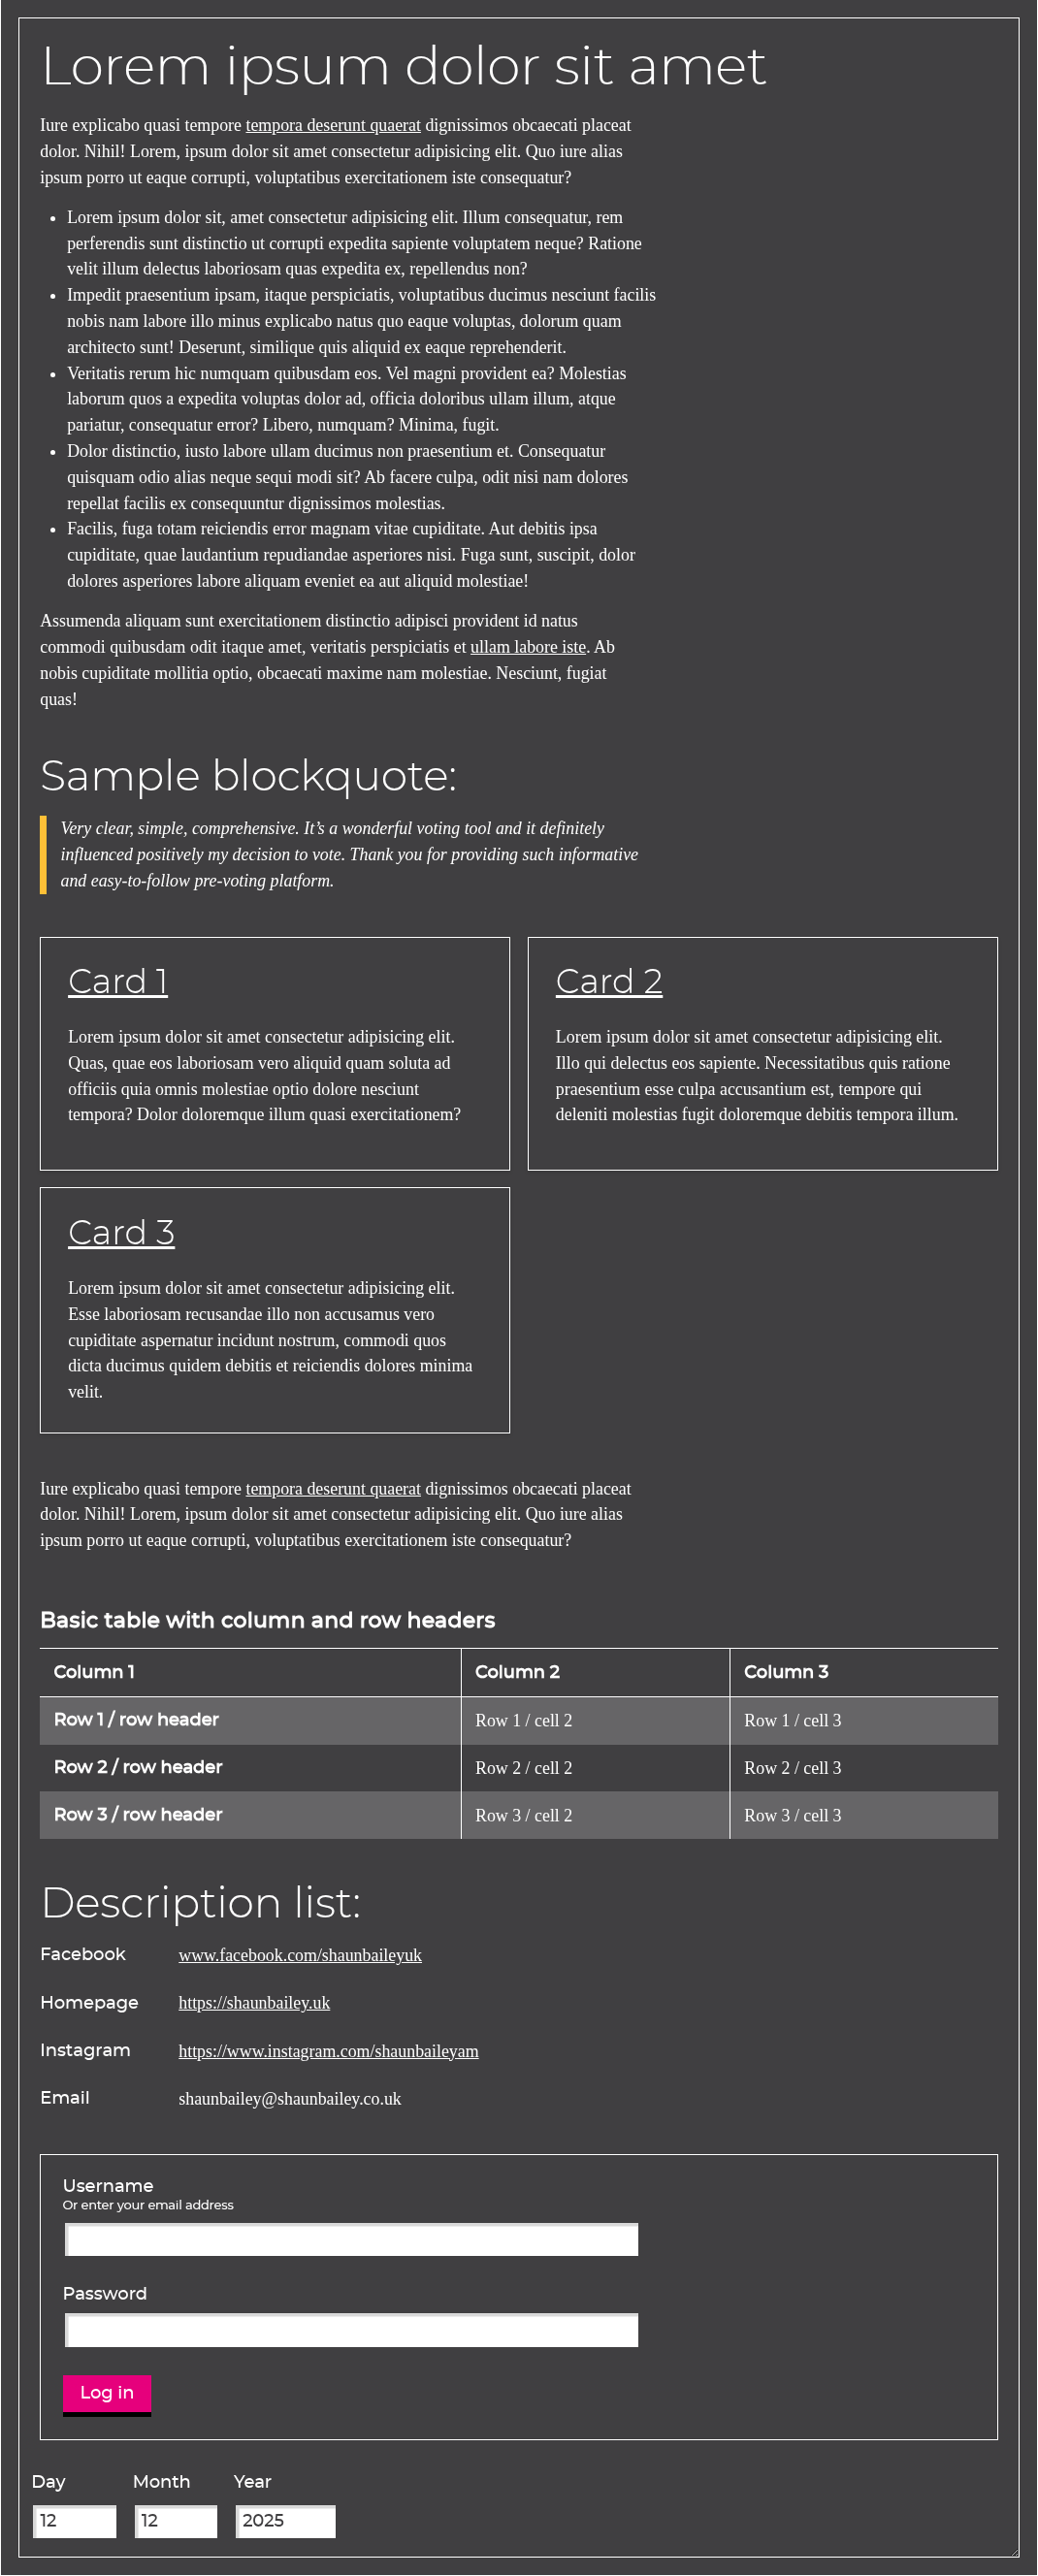 Lorem ipsum dolor sit amet
Iure explicabo quasi tempore tempora deserunt quaerat dignissimos obcaecati placeat
dolor. Nihil! Lorem, ipsum dolor sit amet consectetur adipisicing elit. Quo iure alias
ipsum porro ut eaque corrupti, voluptatibus exercitationem iste consequatur?
• Lorem ipsum dolor sit, amet consectetur adipisicing elit. Illum consequatur, rem
perferendis sunt distinctio ut corrupti expedita sapiente voluptatem neque? Ratione
velit illum delectus laboriosam quas expedita ex, repellendus non?
• Impedit praesentium ipsam, itaque perspiciatis, voluptatibus ducimus nesciunt facilis
nobis nam labore illo minus explicabo natus quo eaque voluptas, dolorum quam
architecto sunt! Deserunt, similique quis aliquid ex eaque reprehenderit.
• Veritatis rerum hic numquam quibusdam eos. Vel magni provident ea? Molestias
laborum quos a expedita voluptas dolor ad, officia doloribus ullam illum, atque
pariatur, consequatur error? Libero, numquam? Minima, fugit.
• Dolor distinctio, iusto labore ullam ducimus non praesentium et. Consequatur
quisquam odio alias neque sequi modi sit? Ab facere culpa, odit nisi nam dolores
repellat facilis ex consequuntur dignissimos molestias.
• Facilis, fuga totam reiciendis error magnam vitae cupiditate. Aut debitis ipsa
cupiditate, quae laudantium repudiandae asperiores nisi. Fuga sunt, suscipit, dolor
dolores asperiores labore aliquam eveniet ea aut aliquid molestiae!
Assumenda aliquam sunt exercitationem distinctio adipisci provident id natus
commodi quibusdam odit itaque amet, veritatis perspiciatis et ullam labore iste. Ab
nobis cupiditate mollitia optio, obcaecati maxime nam molestiae. Nesciunt, fugiat
quas!
Sample blockquote:
Very clear, simple, comprehensive. It’s a wonderful voting tool and it definitely
influenced positively my decision to vote. Thank you for providing such informative
and easy-to-follow pre-voting platform.
Card 1
Lorem ipsum dolor sit amet consectetur adipisicing elit.
Quas, quae eos laboriosam vero aliquid quam soluta ad
officiis quia omnis molestiae optio dolore nesciunt
tempora? Dolor doloremque illum quasi exercitationem?
Card 2
Lorem ipsum dolor sit amet consectetur adipisicing elit.
Illo qui delectus eos sapiente. Necessitatibus quis ratione
praesentium esse culpa accusantium est, tempore qui
deleniti molestias fugit doloremque debitis tempora illum.
Card 3
Lorem ipsum dolor sit amet consectetur adipisicing elit.
Esse laboriosam recusandae illo non accusamus vero
cupiditate aspernatur incidunt nostrum, commodi quos
dicta ducimus quidem debitis et reiciendis dolores minima
velit.
Iure explicabo quasi tempore tempora deserunt quaerat dignissimos obcaecati placeat
dolor. Nihil! Lorem, ipsum dolor sit amet consectetur adipisicing elit. Quo iure alias
ipsum porro ut eaque corrupti, voluptatibus exercitationem iste consequatur?
Basic table with column and row headers
Column 1 Column 2 Column 3
Row 1 / row header Row 1 / cell 2 Row 1 / cell 3
Row 2 / row header Row 2 / cell 2 Row 2 / cell 3
Row 3 / row header Row 3 / cell 2 Row 3 / cell 3
Description list:
Facebook www.facebook.com/shaunbaileyuk
Homepage https://shaunbailey.uk
Instagram https://www.instagram.com/shaunbaileyam
Email shaunbailey@shaunbailey.co.uk
Username
Or enter your email address
Password
Log in
Day Month Year
12 12 2025